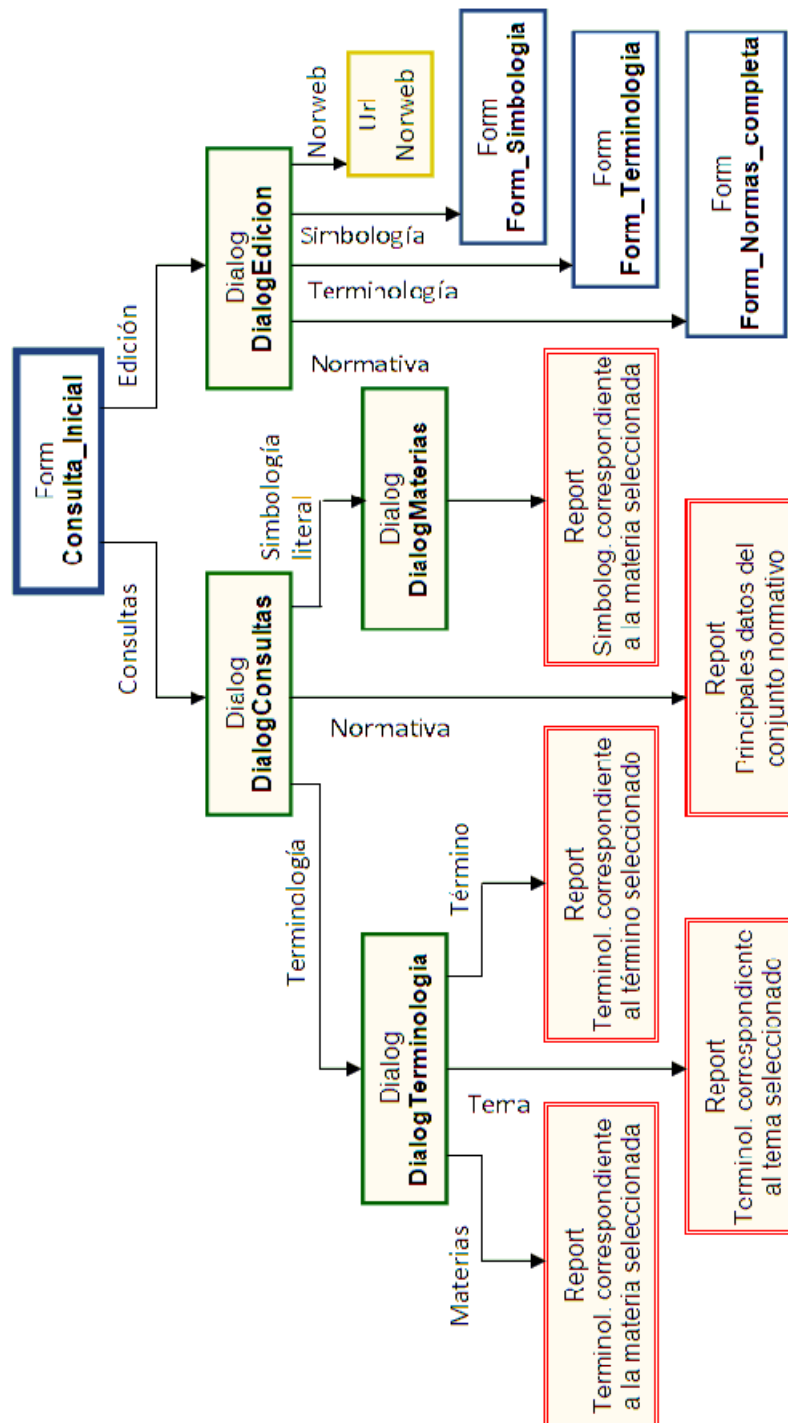 Form
Consulta_Inicial
Consultas
Edición
Dialog
DialogConsultas
Dialog
DialogEdicion
Terminología
Normativa
Simbología
literal
Normativa
Terminología
Simbología
Norweb
Dialog
DialogTerminologia
Dialog
DialogMaterias
Url
Norweb
Form
Form_Simbologia
Form
Form_Terminologia
Form
Form_Normas_completa
Materias
Tema
Término
Report
Terminol. correspondiente
a la materia seleccionada
Report
Terminol. correspondiente
al término seleccionado
Report
Simbolog. correspondiente
a la materia seleccionada
Report
Terminol. correspondiente
al tema seleccionado
Report
Principales datos del
conjunto normativo